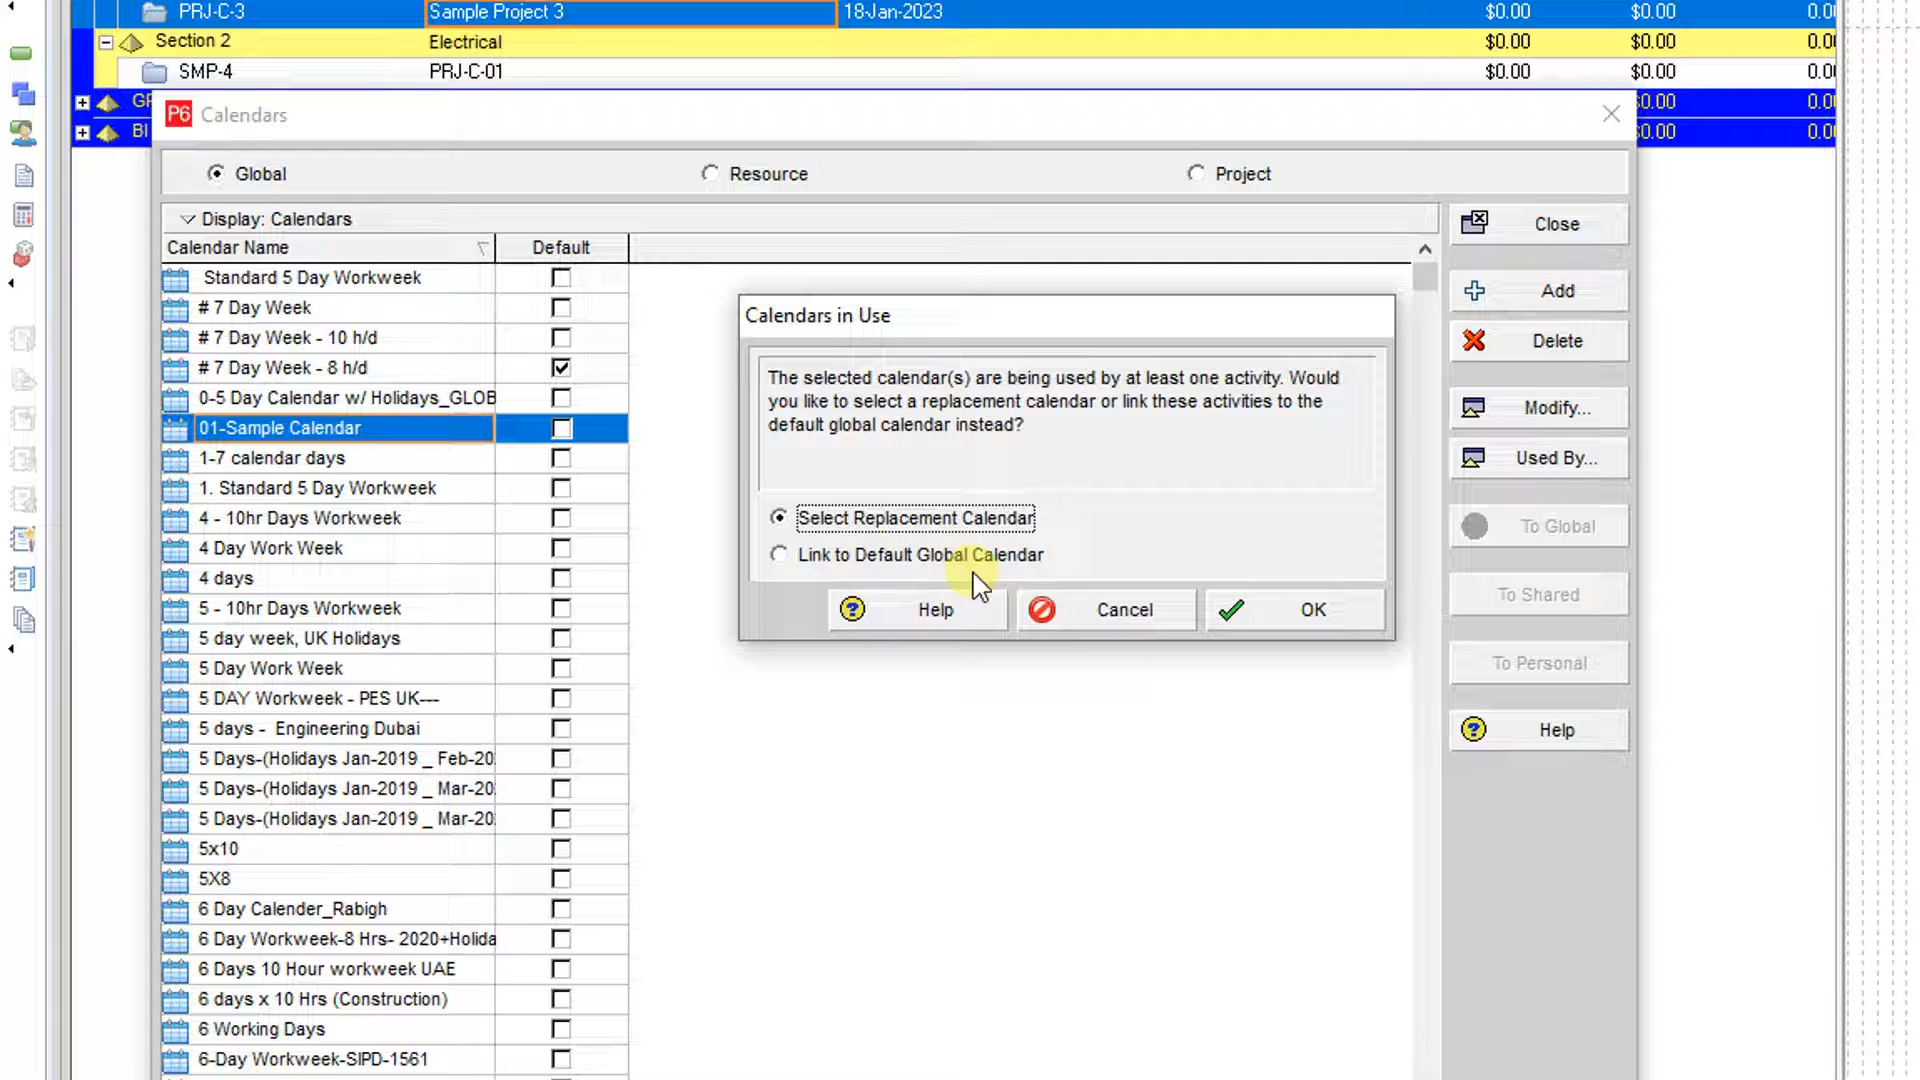 PRJ-C-3 Sample Project 3 18-Jan-2023 $0.00 $0.00
Section 2 Electrical $0.00 $0.00
SMP-4 PRJ-C-01 $0.00 $0.00
P6 Calendars
Global Resource Project
Display: Calendars
Calendar Name Default
Standard 5 Day Workweek
# 7 Day Week
# 7 Day Week - 10 h/d
# 7 Day Week - 8 h/d
0-5 Day Calendar w/ Holidays_GLOB
01-Sample Calendar
1-7 calendar days
1. Standard 5 Day Workweek
4 - 10hr Days Workweek
4 Day Work Week
4 days
5 - 10hr Days Workweek
5 day week, UK Holidays
5 Day Work Week
5 DAY Workweek - PES UK---
5 days - Engineering Dubai
5 Days-(Holidays Jan-2019 _ Feb-20
5 Days-(Holidays Jan-2019 _ Mar-20
5 Days-(Holidays Jan-2019 _ Mar-20
5x10
5X8
6 Day Calender_Rabigh
6 Day Workweek-8 Hrs- 2020+Holida
6 Days 10 Hour workweek UAE
6 days x 10 Hrs (Construction)
6 Working Days
6-Day Workweek-SIPD-1561
Calendars in Use
The selected calendar(s) are being used by at least one activity. Would
you like to select a replacement calendar or link these activities to the
default global calendar instead?
Select Replacement Calendar
Link to Default Global Calendar
Help Cancel OK
Close
Add
Delete
Modify...
Used By...
To Global
To Shared
To Personal
Help